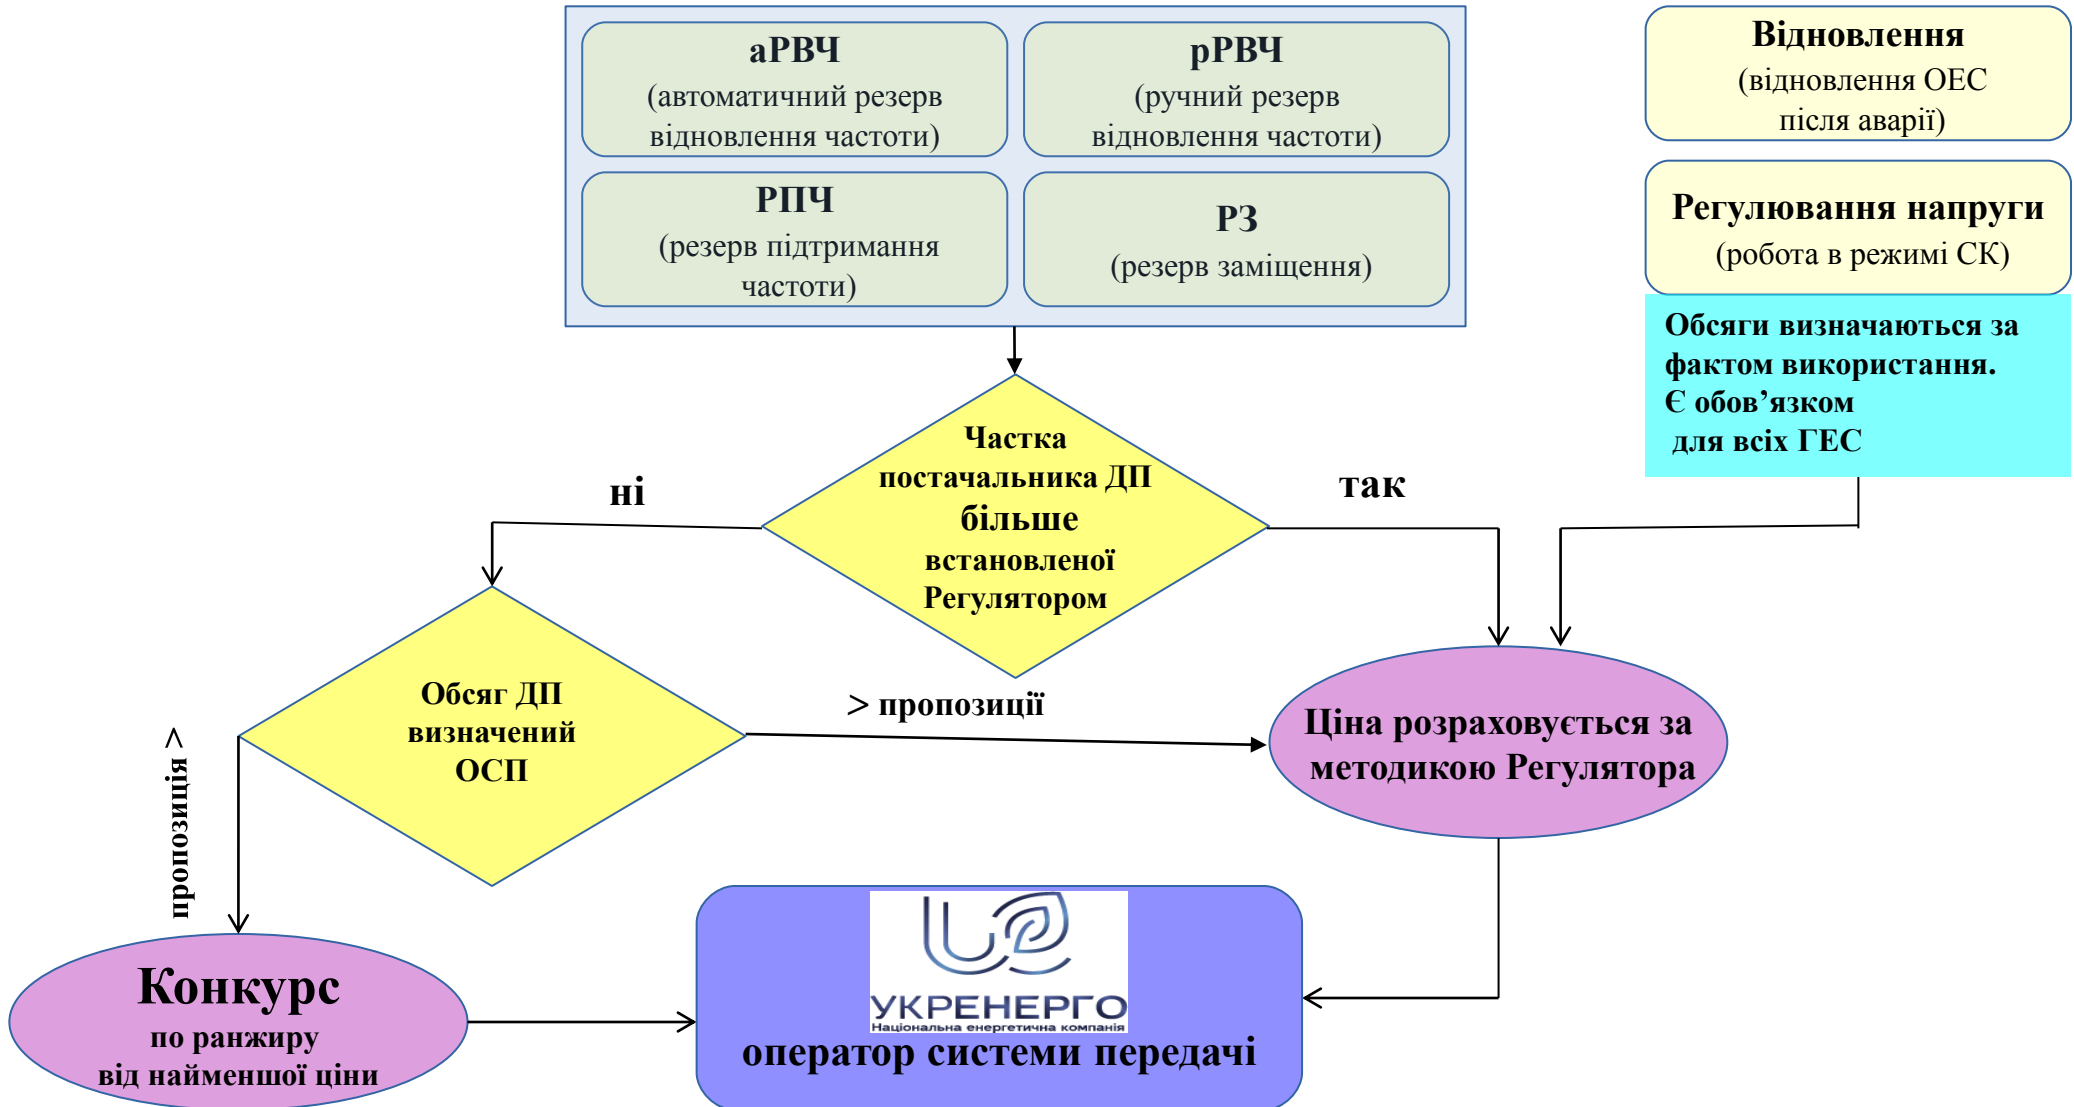 аРВЧ
(автоматичний резерв
відновлення частоти)
рРВЧ
(ручний резерв
відновлення частоти)
Відновлення
(відновлення ОЕС
після аварії)
РПЧ
(резерв підтримання
частоти)
РЗ
(резерв заміщення)
Регулювання напруги
(робота в режимі СК)
Обсяги визначаються за
фактом використання.
Є обов’язком
для всіх ГЕС
Частка
постачальника ДП
більше
встановленої
Регулятором
ні
так
Обсяг ДП
визначений
ОСП
> пропозиції
пропозиція >
Ціна розраховується за
методикою Регулятора
Конкурс
по ранжиру
від найменшої ціни
УКРЕНЕРГО
Національна енергетична компанія
оператор системи передачі